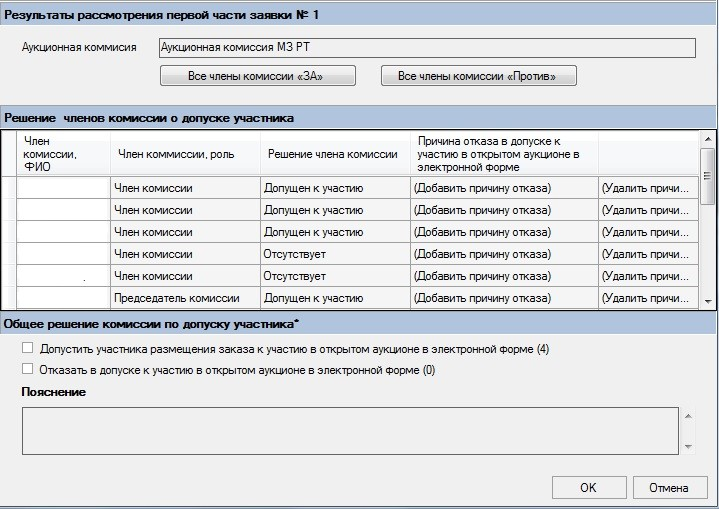 Результаты рассмотрения первой части заявки № 1
Аукционная коммисия Аукционная комиссия МЗ РТ
Все члены комиссии «ЗА» Все члены комиссии «Против»
Решение членов комиссии о допуске участника
Член комиссии, ФИО Член коммиссии, роль Решение члена комиссии Причина отказа в допуске к участию в открытом аукционе в электронной форме
Член комиссии Допущен к участию (Добавить причину отказа) (Удалить причи...
Член комиссии Допущен к участию (Добавить причину отказа) (Удалить причи...
Член комиссии Допущен к участию (Добавить причину отказа) (Удалить причи...
Член комиссии Отсутствует (Добавить причину отказа) (Удалить причи...
Член комиссии Отсутствует (Добавить причину отказа) (Удалить причи...
Председатель комиссии Допущен к участию (Добавить причину отказа) (Удалить причи...
Общее решение комиссии по допуску участника*
Допустить участника размещения заказа к участию в открытом аукционе в электронной форме (4)
Отказать в допуске к участию в открытом аукционе в электронной форме (0)
Пояснение
OK Отмена